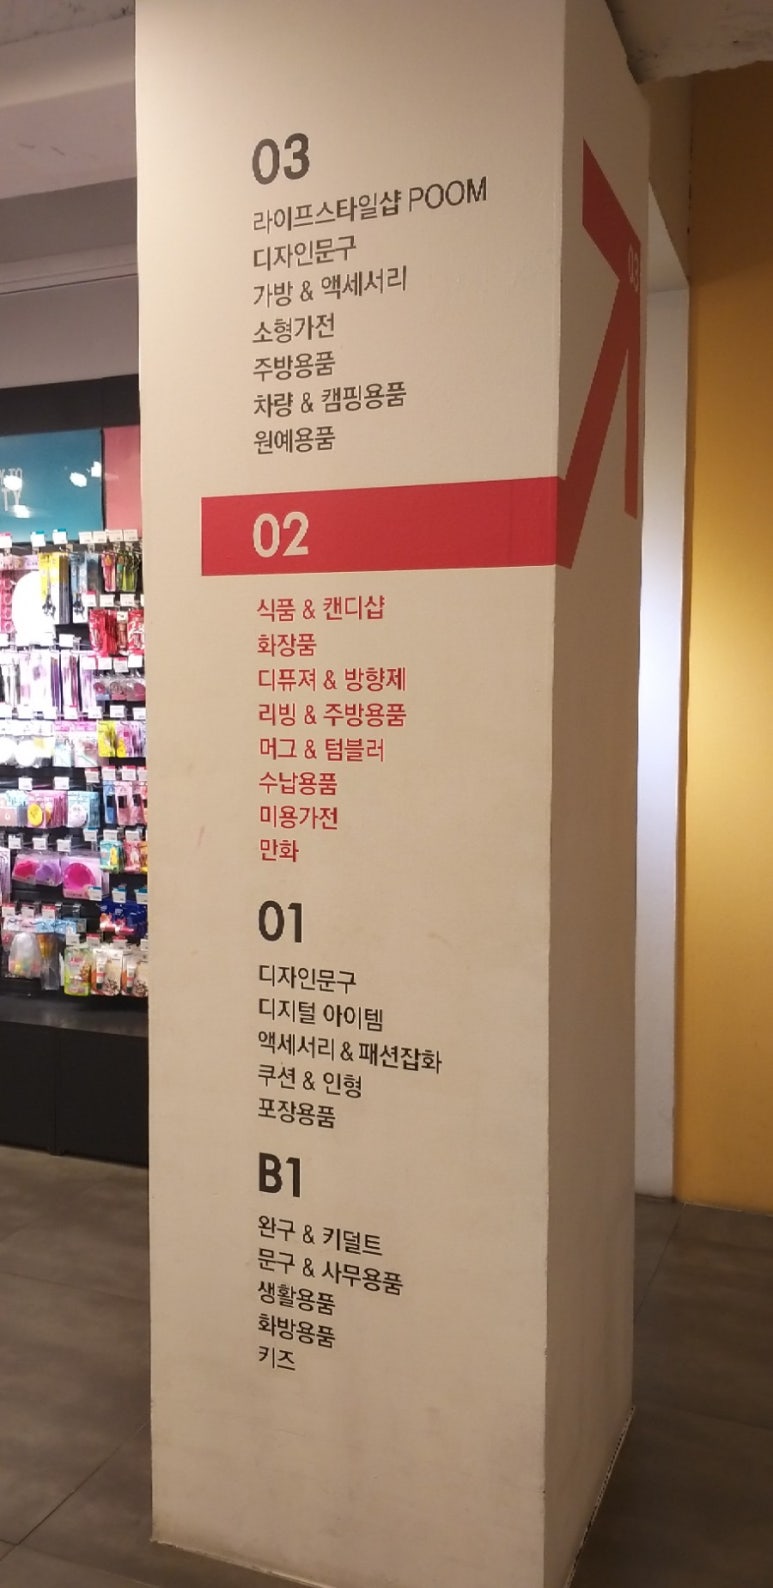 03
라이프스타일샵 POOM
디자인문구
가방 & 액세서리
소형가전
주방용품
차량 & 캠핑용품
원예용품
02
식품 & 캔디샵
화장품
디퓨져 & 방향제
리빙 & 주방용품
머그 & 텀블러
수납용품
미용가전
만화
01
디자인문구
디지털 아이템
액세서리 & 패션잡화
쿠션 & 인형
포장용품
B1
완구 & 키덜트
문구 & 사무용품
생활용품
화방용품
키즈
03